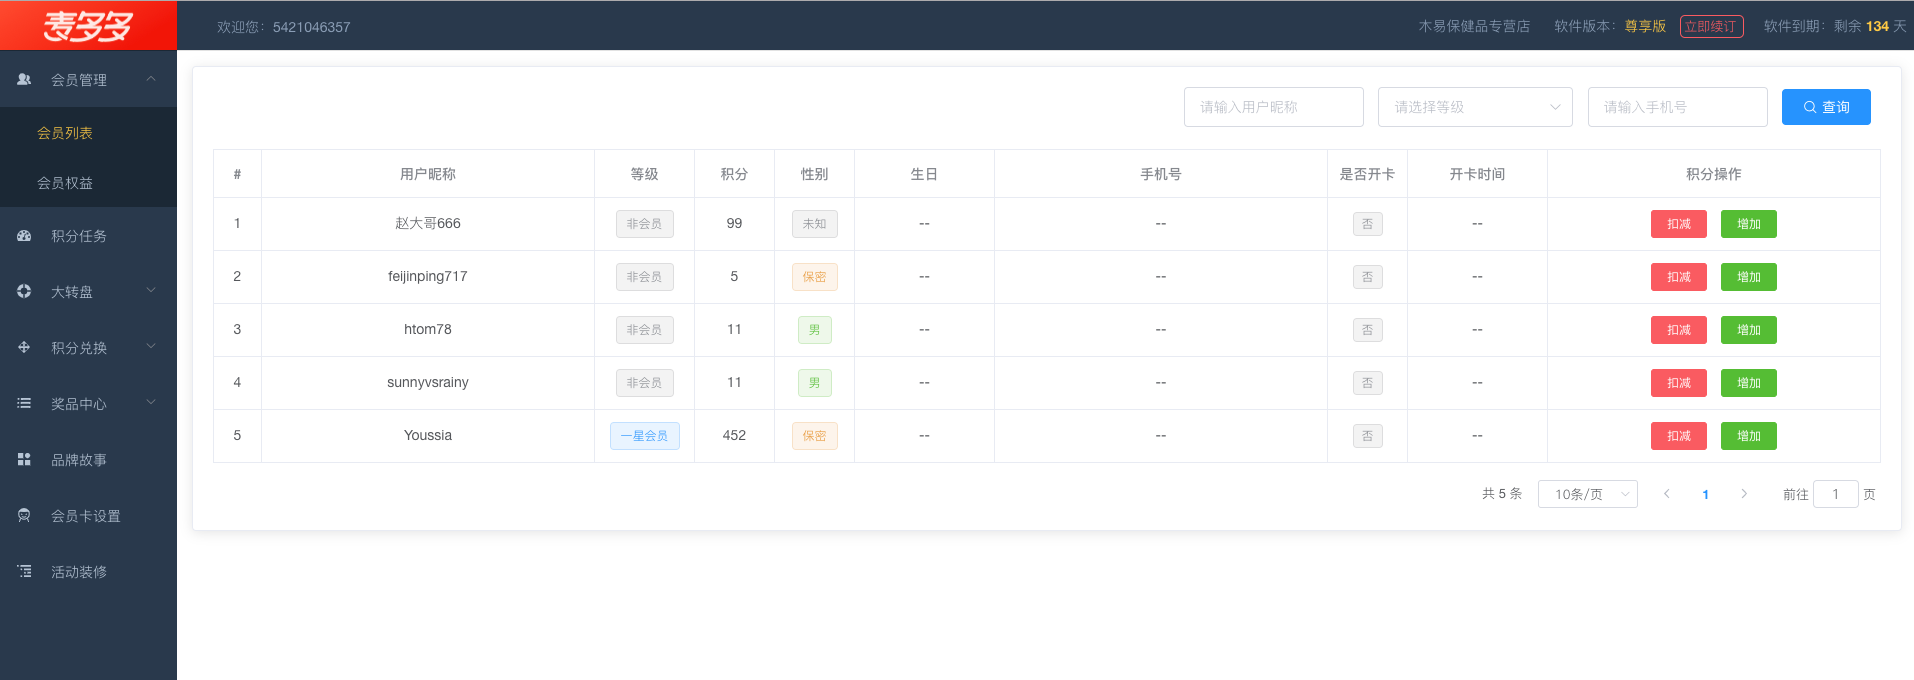 麦多多
欢迎您：5421046357
木易保健品专营店 软件版本：尊享版 立即续订 软件到期：剩余 134 天
会员管理
会员列表
会员权益
积分任务
大转盘
积分兑换
奖品中心
品牌故事
会员卡设置
活动装修
请输入用户昵称 请选择等级 请输入手机号 查询
# 用户昵称 等级 积分 性别 生日 手机号 是否开卡 开卡时间 积分操作
1 赵大哥666 非会员 99 未知 -- -- 否 -- 扣减 增加
2 feijinping717 非会员 5 保密 -- -- 否 -- 扣减 增加
3 htom78 非会员 11 男 -- -- 否 -- 扣减 增加
4 sunnyvsrainy 非会员 11 男 -- -- 否 -- 扣减 增加
5 Youssia 一星会员 452 保密 -- -- 否 -- 扣减 增加
共 5 条 10条/页 1 前往 1 页